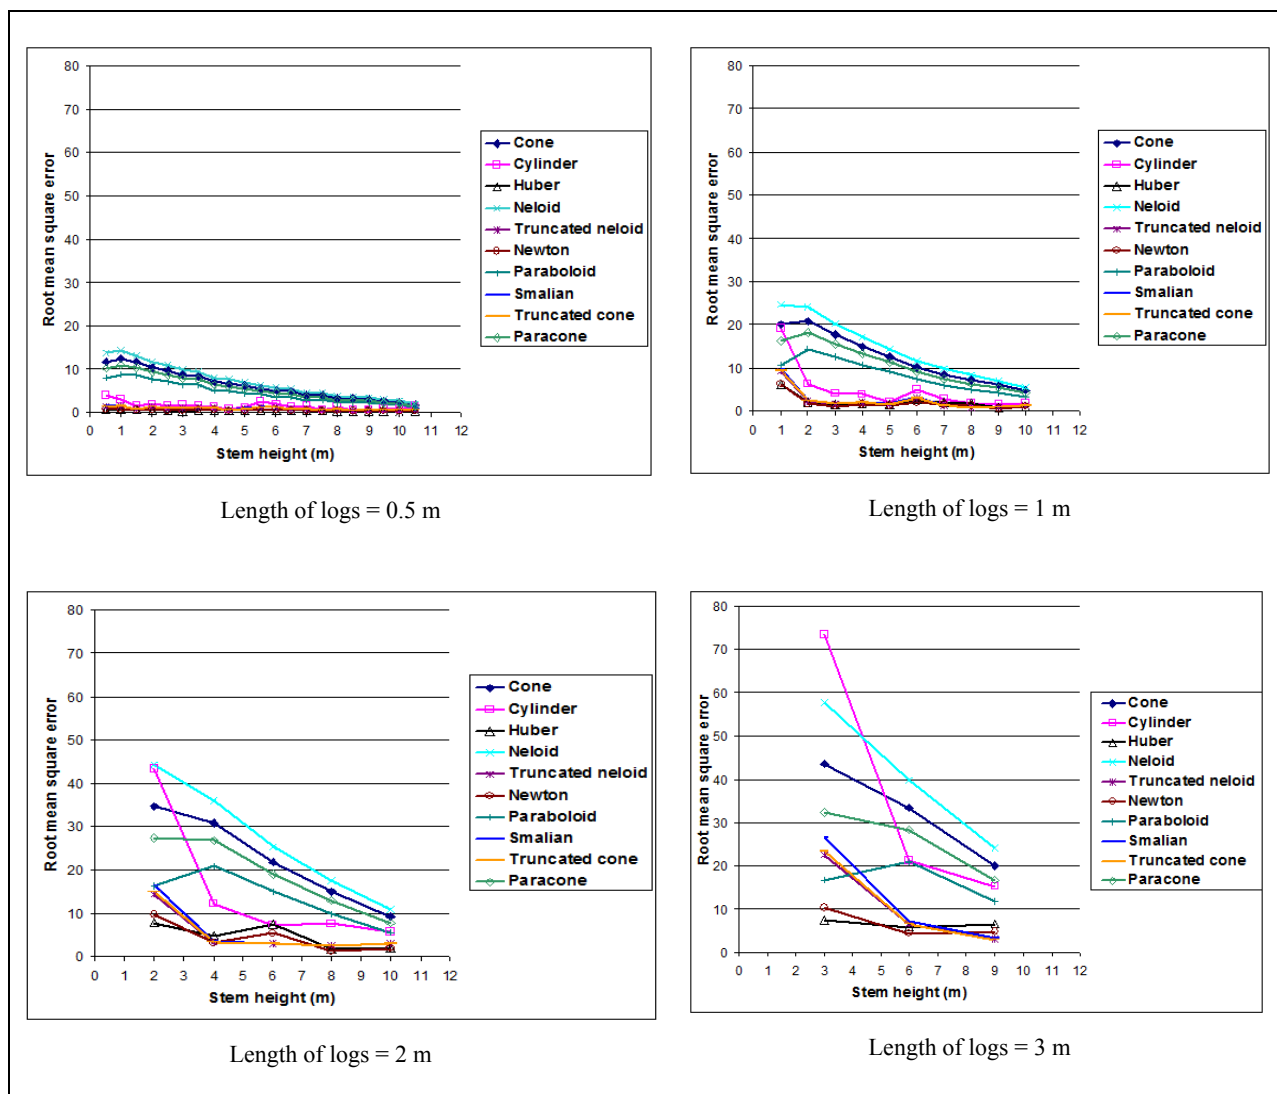 80
70
60
50
40
30
20
10
0
0 1 2 3 4 5 6 7 8 9 10 11 12
Root mean square error
Stem height (m)
Cone
Cylinder
Huber
Neloid
Truncated neloid
Newton
Paraboloid
Smalian
Truncated cone
Paracone
Length of logs = 0.5 m
80
70
60
50
40
30
20
10
0
0 1 2 3 4 5 6 7 8 9 10 11 12
Root mean square error
Stem height (m)
Cone
Cylinder
Huber
Neloid
Truncated neloid
Newton
Paraboloid
Smalian
Truncated cone
Paracone
Length of logs = 1 m
80
70
60
50
40
30
20
10
0
0 1 2 3 4 5 6 7 8 9 10 11 12
Root mean square error
Stem height (m)
Cone
Cylinder
Huber
Neloid
Truncated neloid
Newton
Paraboloid
Smalian
Truncated cone
Paracone
Length of logs = 2 m
80
70
60
50
40
30
20
10
0
0 1 2 3 4 5 6 7 8 9 10 11 12
Root mean square error
Stem height (m)
Cone
Cylinder
Huber
Neloid
Truncated neloid
Newton
Paraboloid
Smalian
Truncated cone
Paracone
Length of logs = 3 m